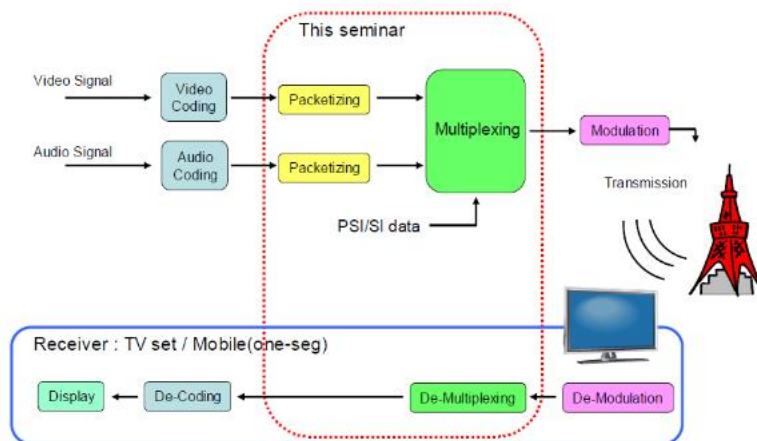 This seminar
Video Signal
Video
Coding
Packetizing
Multiplexing
Modulation
Audio Signal
Audio
Coding
Packetizing
Transmission
PSI/SI data
Receiver : TV set / Mobile(one-seg)
Display
De-Coding
De-Multiplexing
De-Modulation